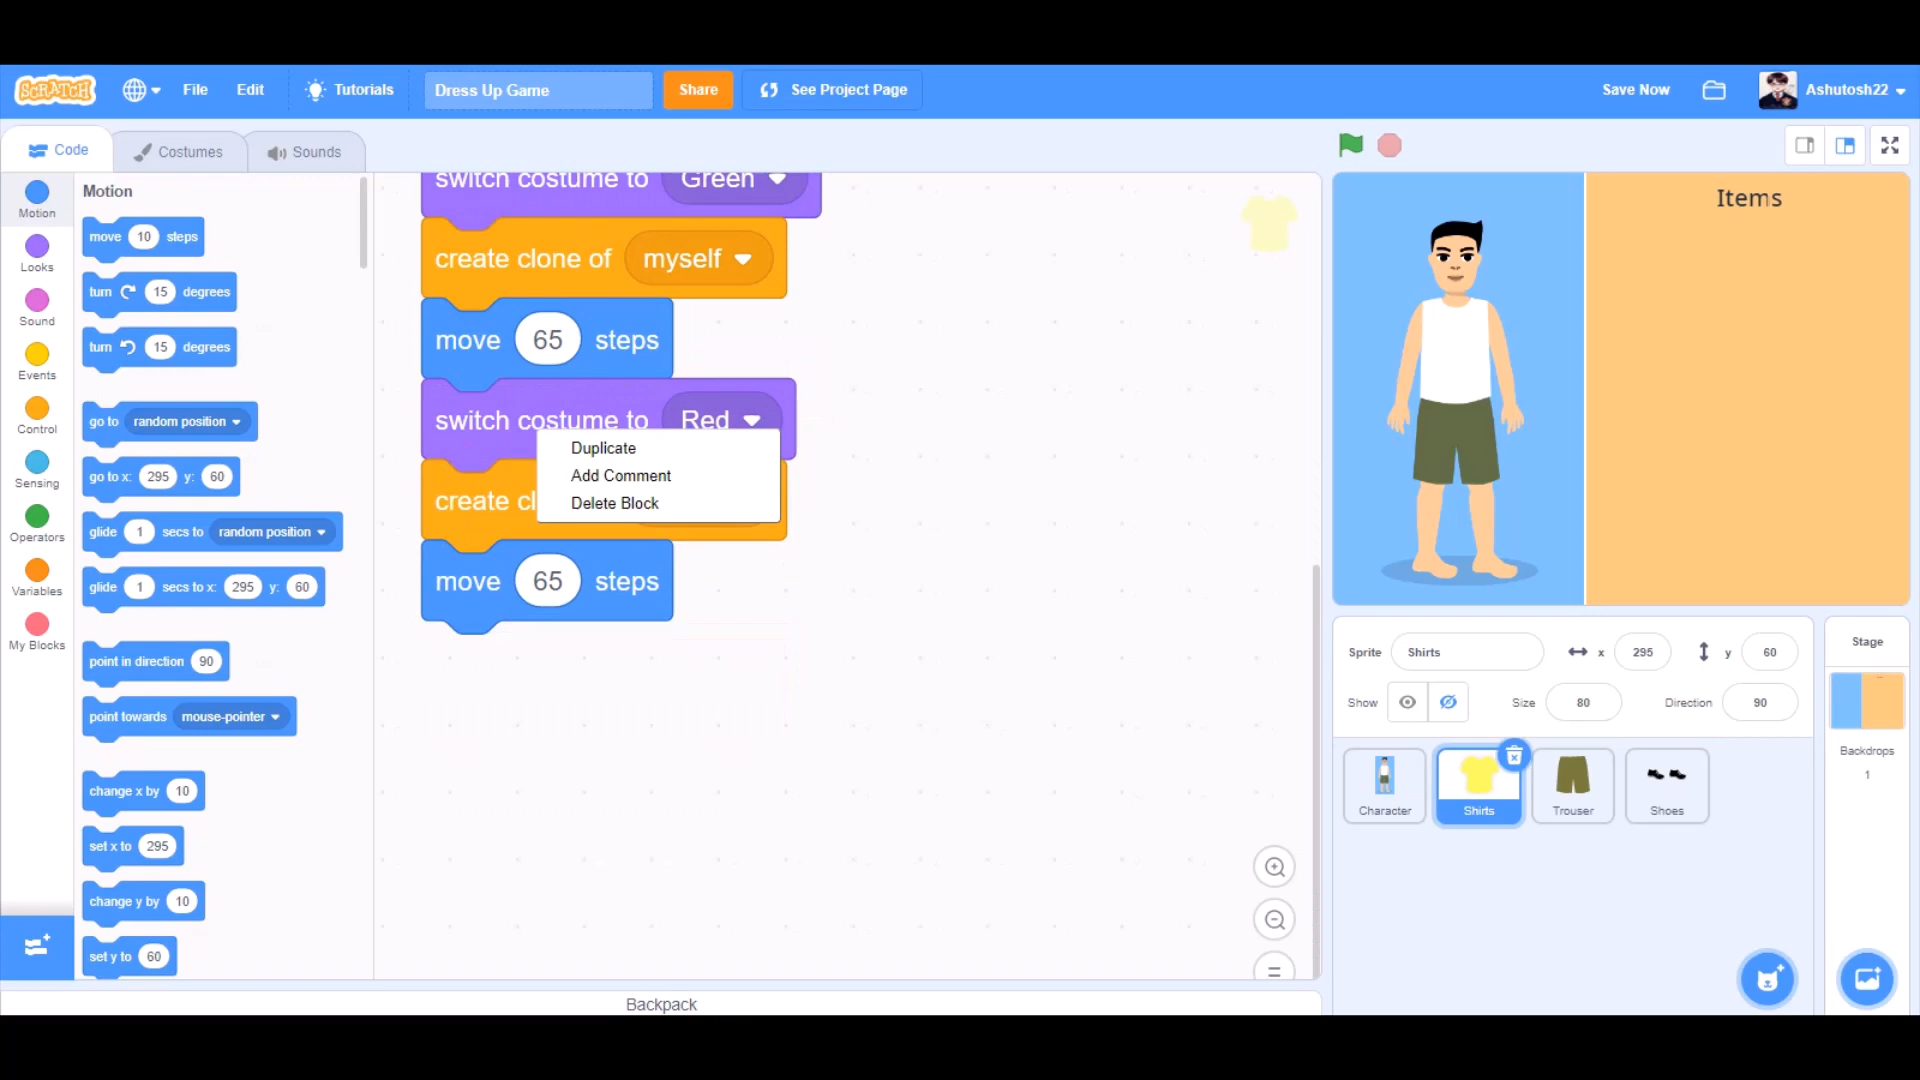 SCRATCH
File
Edit
Tutorials
Dress Up Game
Share
See Project Page
Save Now
Ashutosh22
Code
Costumes
Sounds
Motion
Looks
Sound
Events
Control
Sensing
Operators
Variables
My Blocks
Motion
move 10 steps
turn 15 degrees
turn 15 degrees
go to random position
go to x: 295 y: 60
glide 1 secs to random position
glide 1 secs to x: 295 y: 60
point in direction 90
point towards mouse-pointer
change x by 10
set x to 295
change y by 10
set y to 60
switch costume to Green
create clone of myself
move 65 steps
switch costume to Red
Duplicate
Add Comment
Delete Block
create cl
move 65 steps
Backpack
Items
Sprite Shirts x 295 y 60
Show Size 80 Direction 90
Character
Shirts
Trouser
Shoes
Stage
Backdrops
1